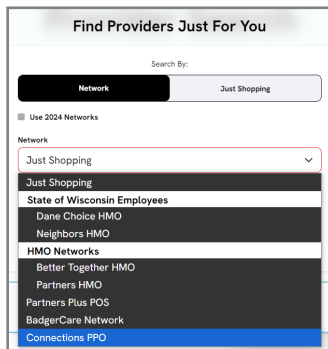 Find Providers Just For You
Search By:
Network Just Shopping
Use 2024 Networks
Network
Just Shopping
Just Shopping
State of Wisconsin Employees
Dane Choice HMO
Neighbors HMO
HMO Networks
Better Together HMO
Partners HMO
Partners Plus POS
BadgerCare Network
Connections PPO